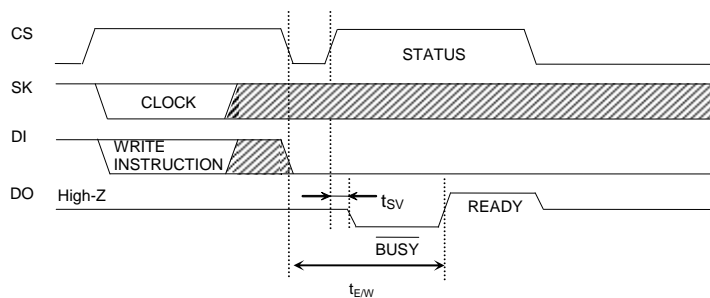 CS
STATUS
SK
CLOCK
DI
WRITE
INSTRUCTION
DO
High-Z
tSV
READY
BUSY
tE/W